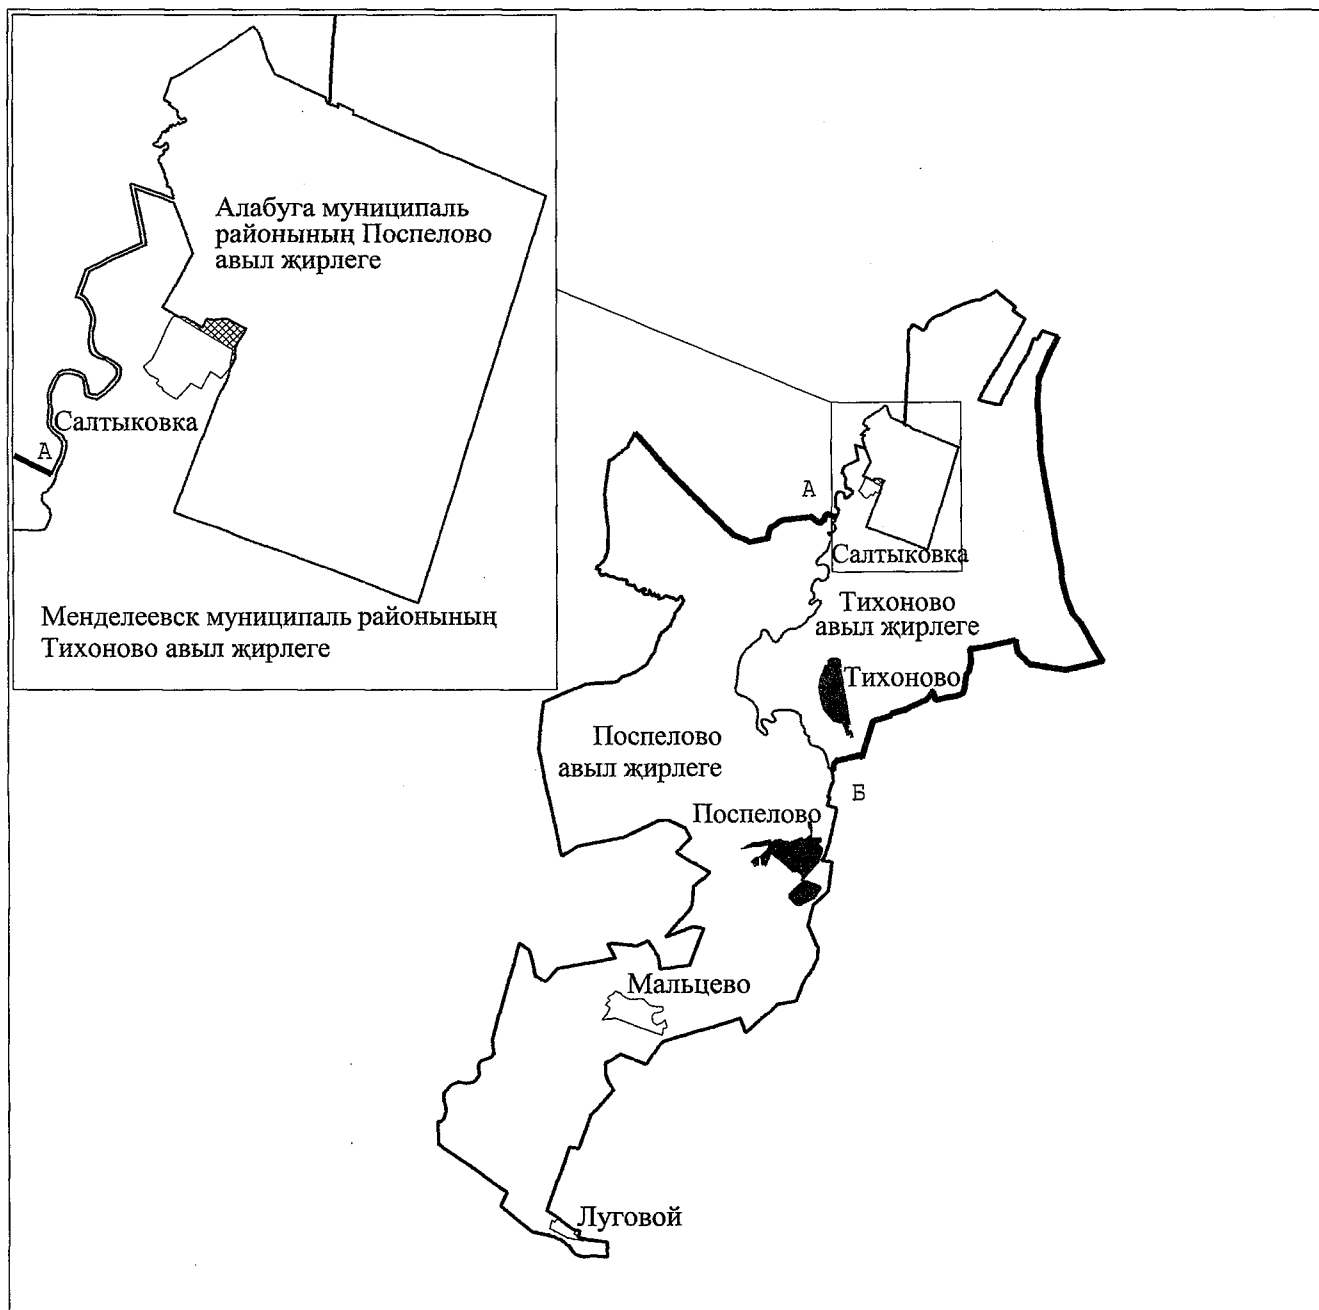 Алабуга муниципаль
районының Поспелово
авыл җирлеге
Салтыковка
А
Менделеевск муниципаль районының
Тихоново авыл җирлеге
А
Салтыковка
Тихоново
авыл җирлеге
Тихоново
Поспелово
авыл җирлеге
Б
Поспелово
Мальцево
Луговой